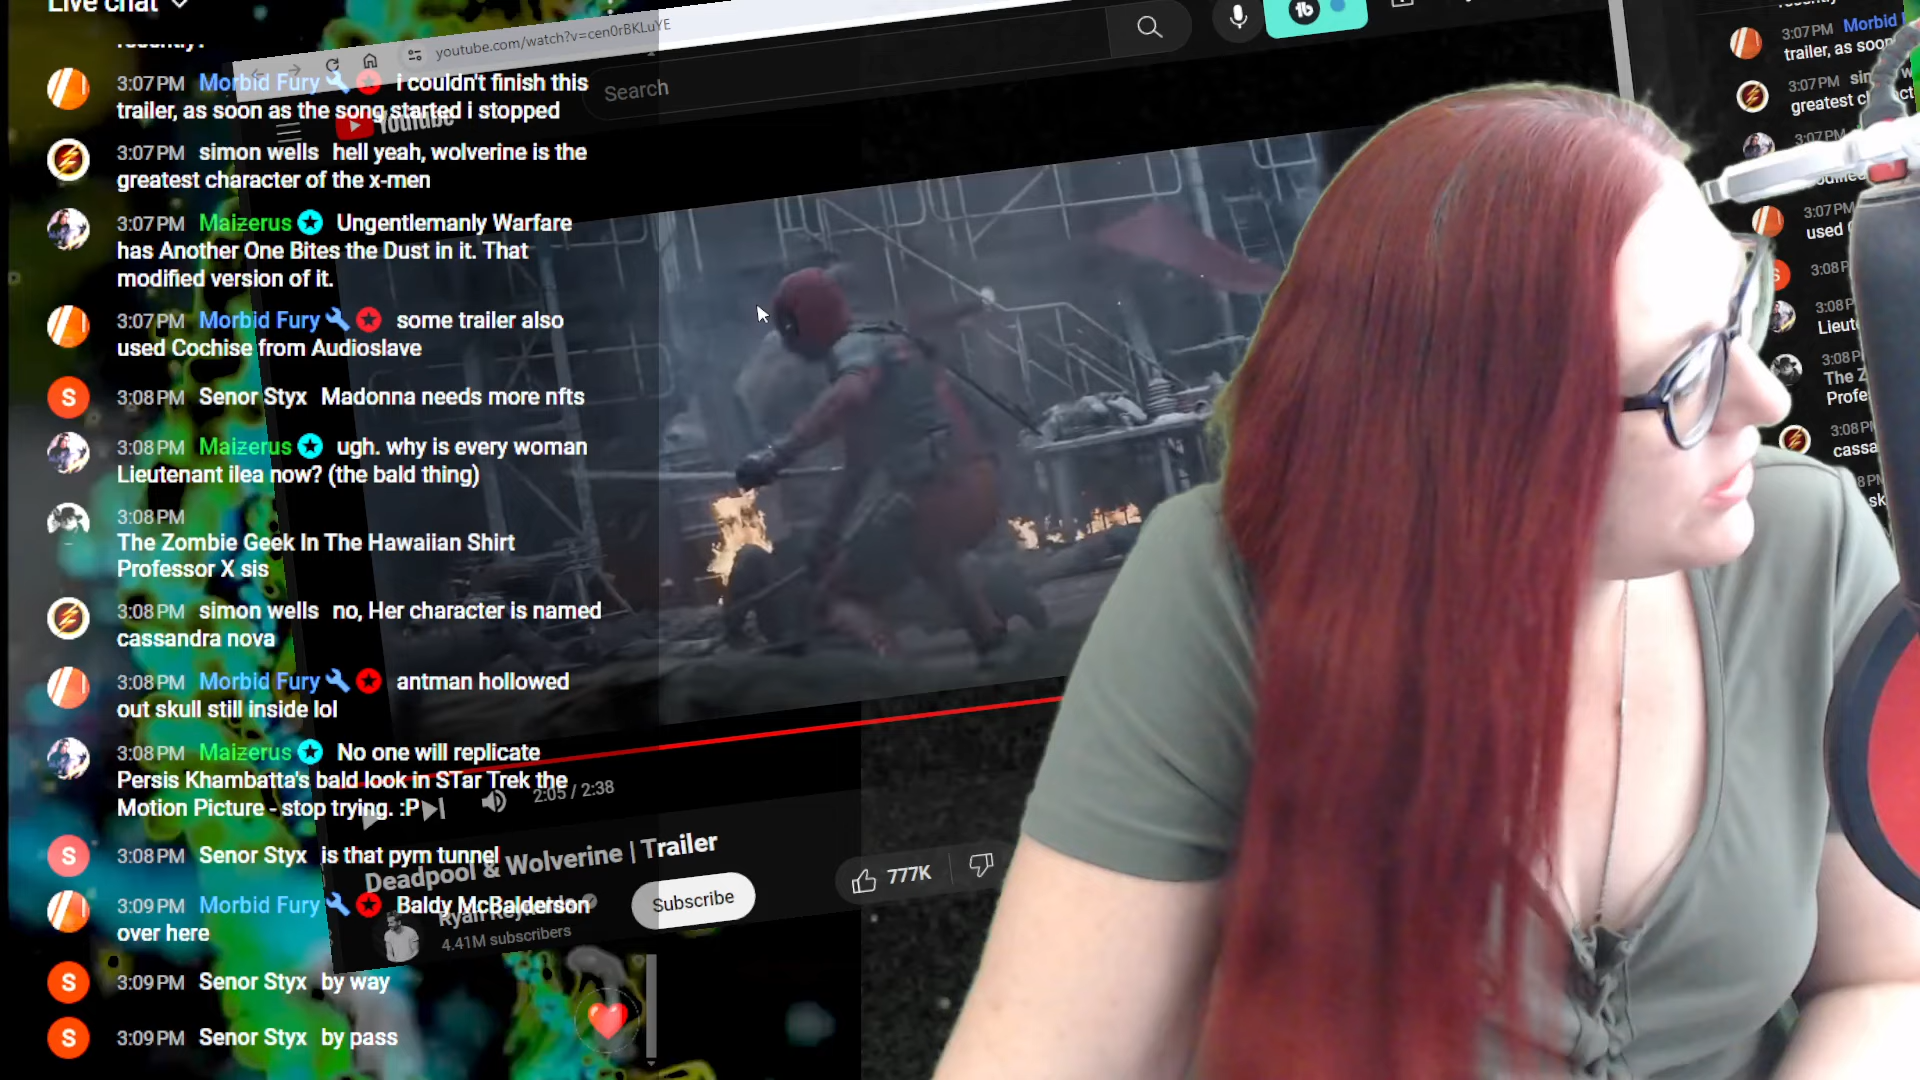 Live chat
recently?
3:07 PM Morbid Fury i couldn't finish this
trailer, as soon as the song started i stopped
3:07 PM simon wells hell yeah, wolverine is the
greatest character of the x-men
3:07 PM Maizerus Ungentlemanly Warfare
has Another One Bites the Dust in it. That
modified version of it.
3:07 PM Morbid Fury some trailer also
used Cochise from Audioslave
S 3:08 PM Senor Styx Madonna needs more nfts
3:08 PM Maizerus ugh. why is every woman
Lieutenant ilea now? (the bald thing)
3:08 PM
The Zombie Geek In The Hawaiian Shirt
Professor X sis
3:08 PM simon wells no, Her character is named
cassandra nova
3:08 PM Morbid Fury antman hollowed
out skull still inside lol
3:08 PM Maizerus No one will replicate
Persis Khambatta's bald look in STar Trek the
Motion Picture - stop trying. :P
S 3:08 PM Senor Styx is that pym tunnel
3:09 PM Morbid Fury Baldy McBalderson
over here
S 3:09 PM Senor Styx by way
S 3:09 PM Senor Styx by pass
youtube.com/watch?v=cen0rBKLuYE
YouTube
Search
2:05 / 2:38
Deadpool & Wolverine | Trailer
Ryan Reynolds
4.41M subscribers
Subscribe
777K
3:07 PM Morbid
trailer, as soon
3:07 PM
greatest
3:07 PM
3:07 PM
used
S 3:08
3:08
Lieut
3:08
The Z
Profe
3:08
cassa